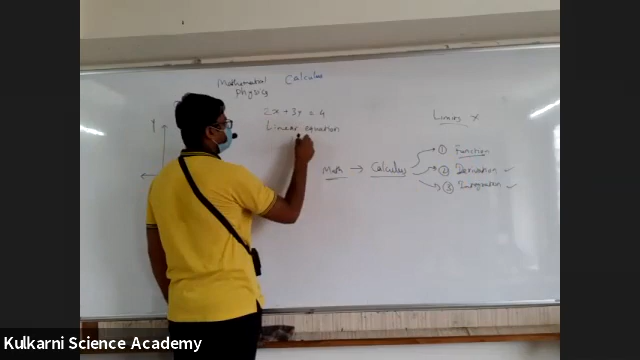 Mathematical Calculus
Physics
2x + 3y = 4
Linear equation
Y
Limits x
Math → Calculus
① Function
② Derivation ✓
③ Integration ✓
Kulkarni Science Academy